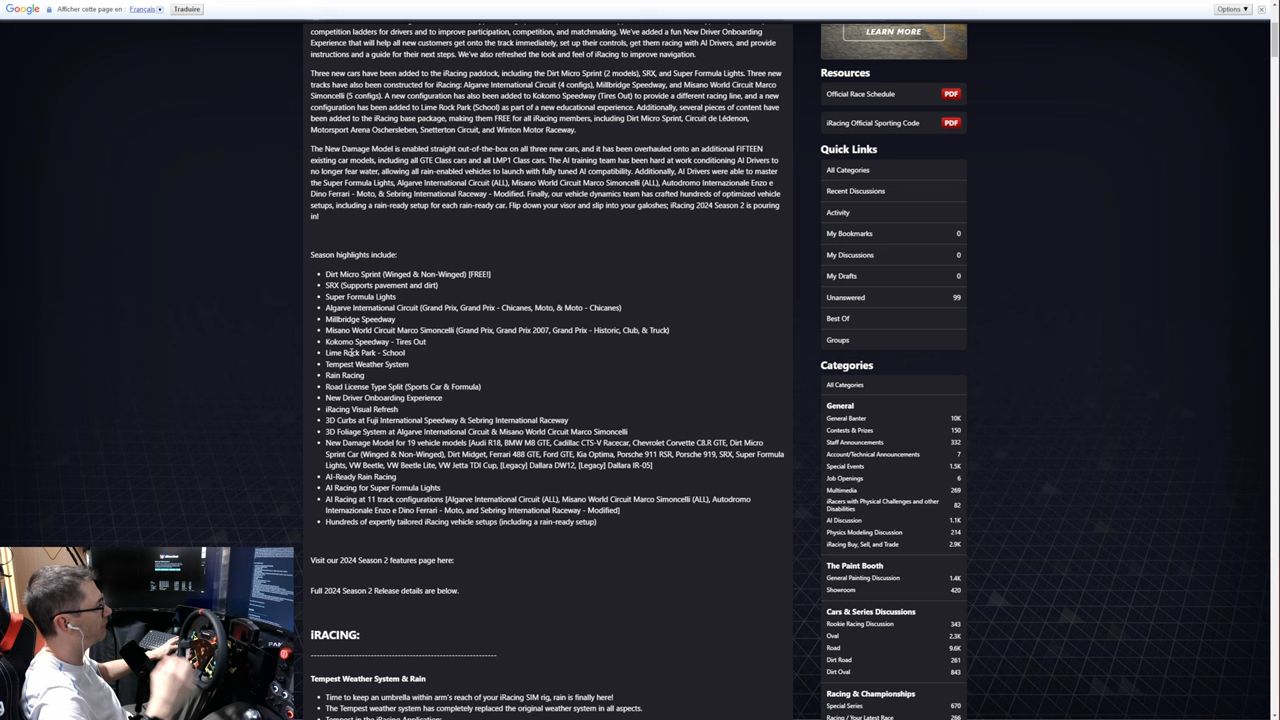 Google Afficher cette page en : Français Traduire Options ▼
competition ladders for drivers and to improve participation, competition, and matchmaking. We've added a fun New Driver Onboarding
Experience that will help all new customers get onto the track immediately, set up their controls, get them racing with AI Drivers, and provide
instructions and a guide for their next steps. We've also refreshed the look and feel of iRacing to improve navigation.
Three new cars have been added to the iRacing paddock, including the Dirt Micro Sprint (2 models), SRX, and Super Formula Lights. Three new
tracks have also been constructed for iRacing: Algarve International Circuit (4 configs), Millbridge Speedway, and Misano World Circuit Marco
Simoncelli (5 configs). A new configuration has also been added to Kokomo Speedway (Tires Out) to provide a different racing line, and a new
configuration has been added to Lime Rock Park (School) as part of a new educational experience. Additionally, several pieces of content have
been added to the iRacing base package, making them FREE for all iRacing members, including Dirt Micro Sprint, Circuit de Lédenon,
Motorsport Arena Oschersleben, Snetterton Circuit, and Winton Motor Raceway.
The New Damage Model is enabled straight out-of-the-box on all three new cars, and it has been overhauled onto an additional FIFTEEN
existing car models, including all GTE Class cars and all LMP1 Class cars. The AI training team has been hard at work conditioning AI Drivers to
no longer fear water, allowing all rain-enabled vehicles to launch with fully tuned AI compatibility. Additionally, AI Drivers were able to master
the Super Formula Lights, Algarve International Circuit (ALL), Misano World Circuit Marco Simoncelli (ALL), Autodromo Internazionale Enzo e
Dino Ferrari - Moto, & Sebring International Raceway - Modified. Finally, our vehicle dynamics team has crafted hundreds of optimized vehicle
setups, including a rain-ready setup for each rain-ready car. Flip down your visor and slip into your galoshes; iRacing 2024 Season 2 is pouring
in!
Season highlights include:
• Dirt Micro Sprint (Winged & Non-Winged) [FREE!]
• SRX (Supports pavement and dirt)
• Super Formula Lights
• Algarve International Circuit (Grand Prix, Grand Prix - Chicanes, Moto, & Moto - Chicanes)
• Millbridge Speedway
• Misano World Circuit Marco Simoncelli (Grand Prix, Grand Prix 2007, Grand Prix - Historic, Club, & Truck)
• Kokomo Speedway - Tires Out
• Lime Rock Park - School
• Tempest Weather System
• Rain Racing
• Road License Type Split (Sports Car & Formula)
• New Driver Onboarding Experience
• iRacing Visual Refresh
• 3D Curbs at Fuji International Speedway & Sebring International Raceway
• 3D Foliage System at Algarve International Circuit & Misano World Circuit Marco Simoncelli
• New Damage Model for 19 vehicle models [Audi R18, BMW M8 GTE, Cadillac CTS-V Racecar, Chevrolet Corvette C8.R GTE, Dirt Micro
Sprint Car (Winged & Non-Winged), Dirt Midget, Ferrari 488 GTE, Ford GTE, Kia Optima, Porsche 911 RSR, Porsche 919, SRX, Super Formula
Lights, VW Beetle, VW Beetle Lite, VW Jetta TDI Cup, [Legacy] Dallara DW12, [Legacy] Dallara IR-05]
• AI-Ready Rain Racing
• AI Racing for Super Formula Lights
• AI Racing at 11 track configurations [Algarve International Circuit (ALL), Misano World Circuit Marco Simoncelli (ALL), Autodromo
Internazionale Enzo e Dino Ferrari - Moto, and Sebring International Raceway - Modified]
• Hundreds of expertly tailored iRacing vehicle setups (including a rain-ready setup)
Visit our 2024 Season 2 features page here:
Full 2024 Season 2 Release details are below.
iRACING:
------------------------------------------------------------
Tempest Weather System & Rain
• Time to keep an umbrella within arm's reach of your iRacing SIM rig, rain is finally here!
• The Tempest weather system has completely replaced the original weather system in all aspects.
• Tempest in the iRacing Application:
LEARN MORE
Resources
Official Race Schedule PDF
iRacing Official Sporting Code PDF
Quick Links
All Categories
Recent Discussions
Activity
My Bookmarks 0
My Discussions 0
My Drafts 0
Unanswered 99
Best Of
Groups
Categories
All Categories
General
General Banter 10K
Contests & Prizes 150
Staff Announcements 332
Account/Technical Announcements 7
Special Events 1.5K
Job Openings 6
Multimedia 269
iRacers with Physical Challenges and other
Disabilities 82
AI Discussion 1.1K
Physics Modeling Discussion 214
iRacing Buy, Sell, and Trade 2.9K
The Paint Booth
General Painting Discussion 1.4K
Showroom 420
Cars & Series Discussions
Rookie Racing Discussion 343
Oval 2.3K
Road 9.6K
Dirt Road 261
Dirt Oval 843
Racing & Championships
Special Series 670
Racing / Your Latest Race 266